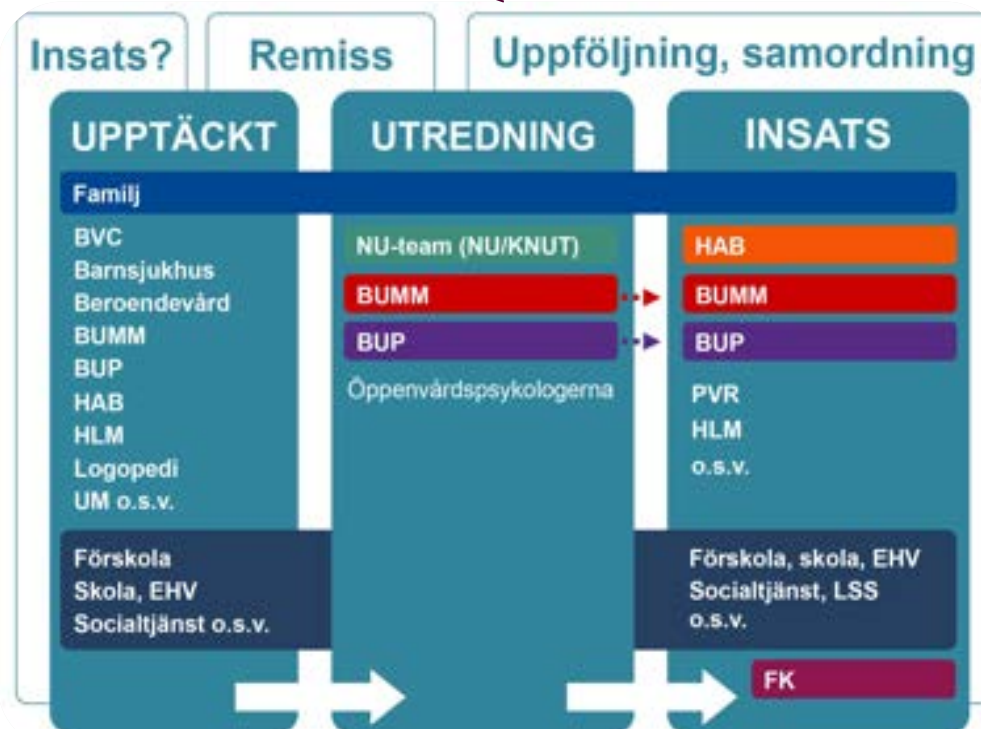 Insats?
Remiss
Uppföljning, samordning
UPPTÄCKT
Familj
BVC
Barnsjukhus
Beroendevård
BUMM
BUP
HAB
HLM
Logopedi
UM o.s.v.
Förskola
Skola, EHV
Socialtjänst o.s.v.
UTREDNING
NU-team (NU/KNUT)
BUMM
BUP
Öppenvårdspsykologerna
INSATS
HAB
BUMM
BUP
PVR
HLM
o.s.v.
Förskola, skola, EHV
Socialtjänst, LSS
o.s.v.
FK